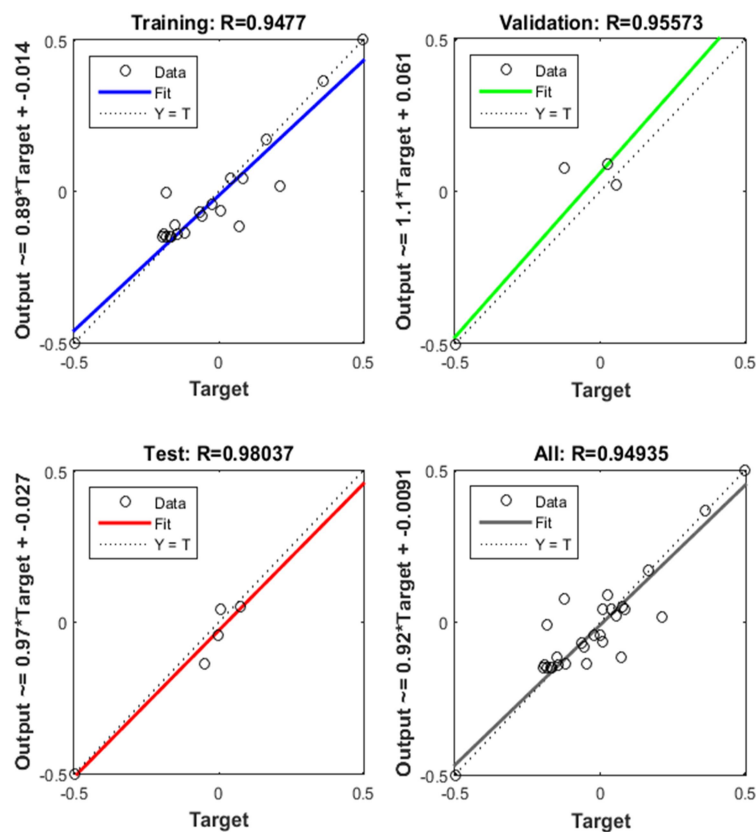 Training: R=0.9477
Output ~= 0.89*Target + -0.014
0.5
0
-0.5
Data
Fit
Y = T
-0.5 0 0.5
Target
Validation: R=0.95573
Output ~= 1.1*Target + 0.061
0.5
0
-0.5
Data
Fit
Y = T
-0.5 0 0.5
Target
Test: R=0.98037
Output ~= 0.97*Target + -0.027
0.5
0
-0.5
Data
Fit
Y = T
-0.5 0 0.5
Target
All: R=0.94935
Output ~= 0.92*Target + -0.0091
0.5
0
-0.5
Data
Fit
Y = T
-0.5 0 0.5
Target